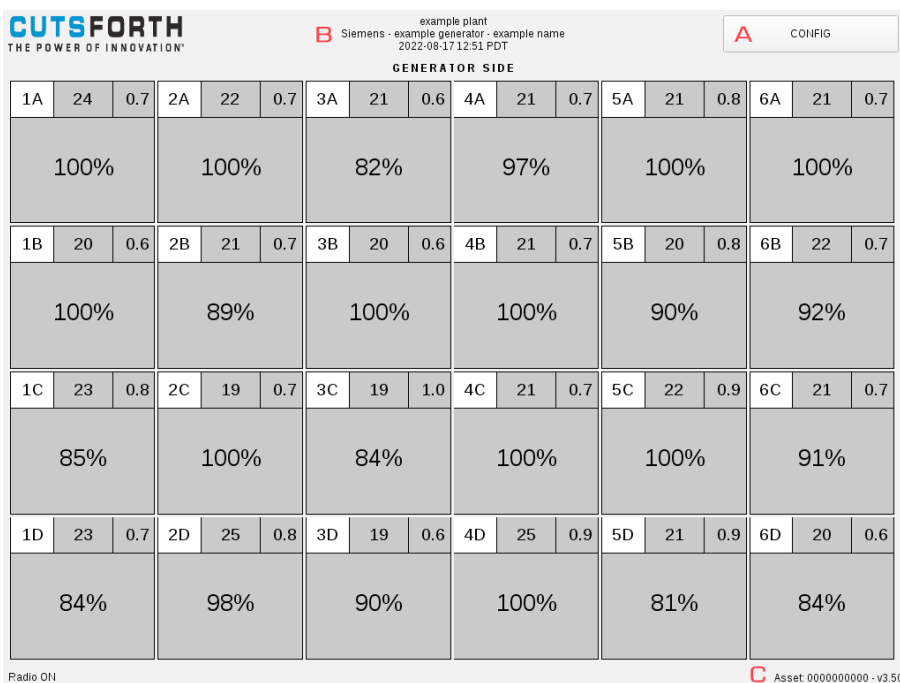 CUTSFORTH
THE POWER OF INNOVATION
B
example plant
Siemens - example generator - example name
2022-08-17 12:51 PDT
A CONFIG
GENERATOR SIDE
1A 24 0.7 2A 22 0.7 3A 21 0.6 4A 21 0.7 5A 21 0.8 6A 21 0.7
100% 100% 82% 97% 100% 100%
1B 20 0.6 2B 21 0.7 3B 20 0.6 4B 21 0.7 5B 20 0.8 6B 22 0.7
100% 89% 100% 100% 90% 92%
1C 23 0.8 2C 19 0.7 3C 19 1.0 4C 21 0.7 5C 22 0.9 6C 21 0.7
85% 100% 84% 100% 100% 91%
1D 23 0.7 2D 25 0.8 3D 19 0.6 4D 25 0.9 5D 21 0.9 6D 20 0.6
84% 98% 90% 100% 81% 84%
Radio ON
C Asset 0000000000 - v3.50